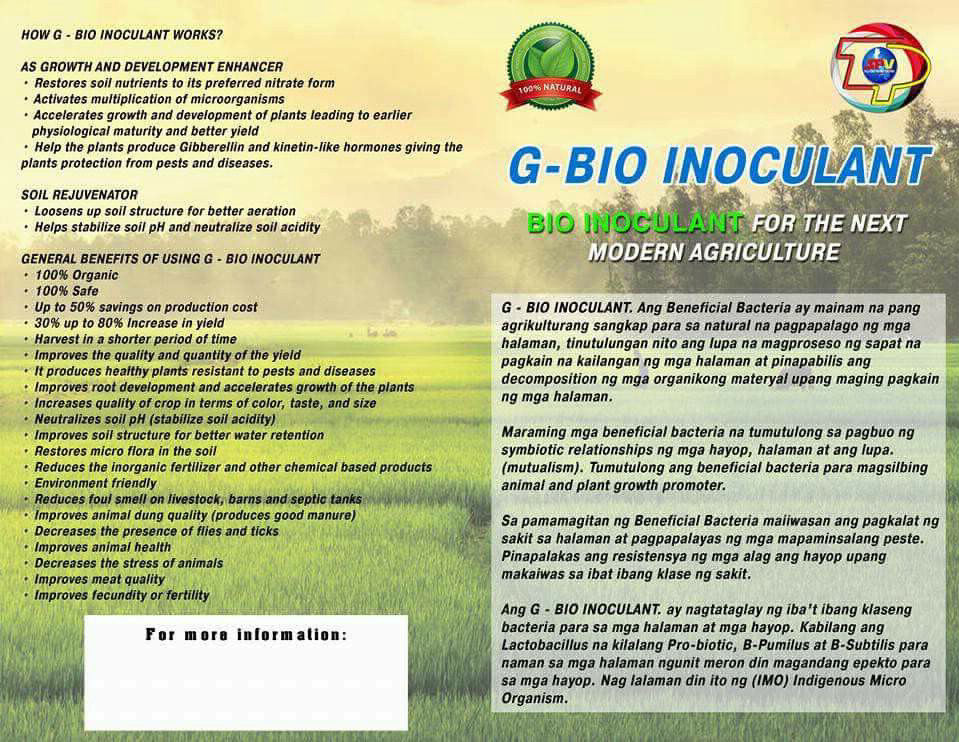 HOW G - BIO INOCULANT WORKS?
AS GROWTH AND DEVELOPMENT ENHANCER
• Restores soil nutrients to its preferred nitrate form
• Activates multiplication of microorganisms
• Accelerates growth and development of plants leading to earlier
physiological maturity and better yield
• Help the plants produce Gibberellin and kinetin-like hormones giving the
plants protection from pests and diseases.
SOIL REJUVENATOR
• Loosens up soil structure for better aeration
• Helps stabilize soil pH and neutralize soil acidity
GENERAL BENEFITS OF USING G - BIO INOCULANT
• 100% Organic
• 100% Safe
• Up to 50% savings on production cost
• 30% up to 80% Increase in yield
• Harvest in a shorter period of time
• Improves the quality and quantity of the yield
• It produces healthy plants resistant to pests and diseases
• Improves root development and accelerates growth of the plants
• Increases quality of crop in terms of color, taste, and size
• Neutralizes soil pH (stabilize soil acidity)
• Improves soil structure for better water retention
• Restores micro flora in the soil
• Reduces the inorganic fertilizer and other chemical based products
• Environment friendly
• Reduces foul smell on livestock, barns and septic tanks
• Improves animal dung quality (produces good manure)
• Decreases the presence of flies and ticks
• Improves animal health
• Decreases the stress of animals
• Improves meat quality
• Improves fecundity or fertility
For more information:
100% NATURAL
JPV
G-BIO INOCULANT
BIO INOCULANT FOR THE NEXT
MODERN AGRICULTURE
G - BIO INOCULANT. Ang Beneficial Bacteria ay mainam na pang
agrikulturang sangkap para sa natural na pagpapalago ng mga
halaman, tinutulungan nito ang lupa na magproseso ng sapat na
pagkain na kailangan ng mga halaman at pinapabilis ang
decomposition ng mga organikong materyal upang maging pagkain
ng mga halaman.
Maraming mga beneficial bacteria na tumutulong sa pagbuo ng
symbiotic relationships ng mga hayop, halaman at ang lupa.
(mutualism). Tumutulong ang beneficial bacteria para magsilbing
animal and plant growth promoter.
Sa pamamagitan ng Beneficial Bacteria maiiwasan ang pagkalat ng
sakit sa halaman at pagpapalayas ng mga mapaminsalang peste.
Pinapalakas ang resistensya ng mga alag ang hayop upang
makaiwas sa ibat ibang klase ng sakit.
Ang G - BIO INOCULANT. ay nagtataglay ng iba't ibang klaseng
bacteria para sa mga halaman at mga hayop. Kabilang ang
Lactobacillus na kilalang Pro-biotic, B-Pumilus at B-Subtilis para
naman sa mga halaman ngunit meron din magandang epekto para
sa mga hayop. Nag lalaman din ito ng (IMO) Indigenous Micro
Organism.